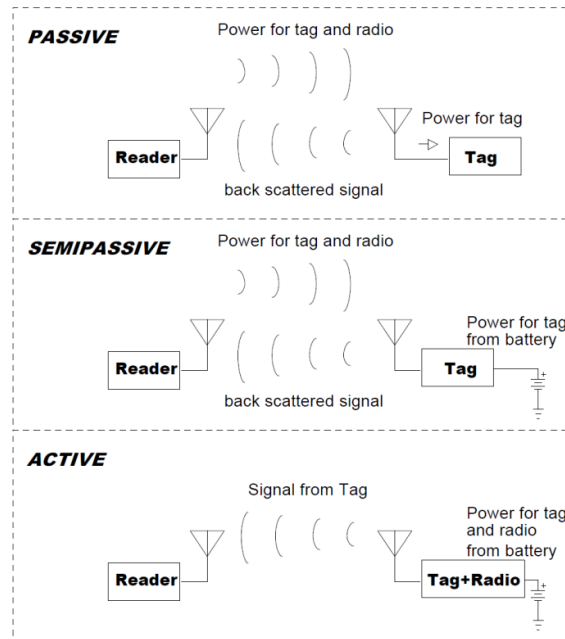 PASSIVE
Power for tag and radio
Power for tag
Reader
Tag
back scattered signal
SEMIPASSIVE
Power for tag and radio
Power for tag
from battery
Reader
Tag
+
back scattered signal
ACTIVE
Signal from Tag
Power for tag
and radio
from battery
Reader
Tag+Radio
+